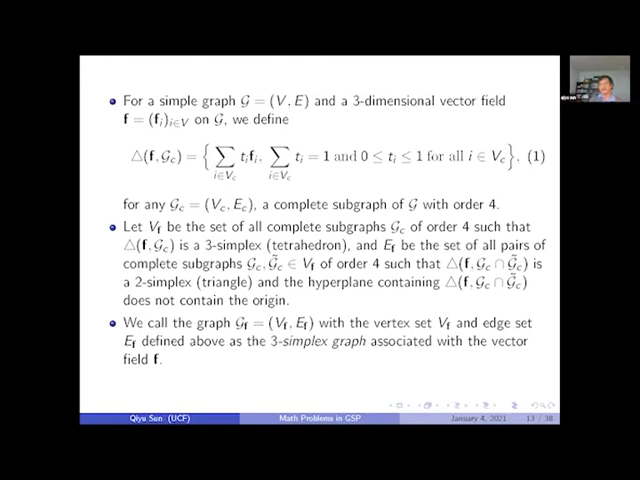 For a simple graph 𝒢 = (V, E) and a 3-dimensional vector field
f = (f_i)_{i∈V} on 𝒢, we define
△(f, 𝒢_c) = { ∑_{i∈V_c} t_i f_i, ∑_{i∈V_c} t_i = 1 and 0 ≤ t_i ≤ 1 for all i ∈ V_c }, (1)
for any 𝒢_c = (V_c, E_c), a complete subgraph of 𝒢 with order 4.
Let V_f be the set of all complete subgraphs 𝒢_c of order 4 such that
△(f, 𝒢_c) is a 3-simplex (tetrahedron), and E_f be the set of all pairs of
complete subgraphs 𝒢_c, 𝒢̃_c ∈ V_f of order 4 such that △(f, 𝒢_c ∩ 𝒢̃_c) is
a 2-simplex (triangle) and the hyperplane containing △(f, 𝒢_c ∩ 𝒢̃_c)
does not contain the origin.
We call the graph 𝒢_f = (V_f, E_f) with the vertex set V_f and edge set
E_f defined above as the 3-simplex graph associated with the vector
field f.
Qiyu Sun (UCF) Math Problems in GSP January 4, 2021 13 / 38
qiyu sun